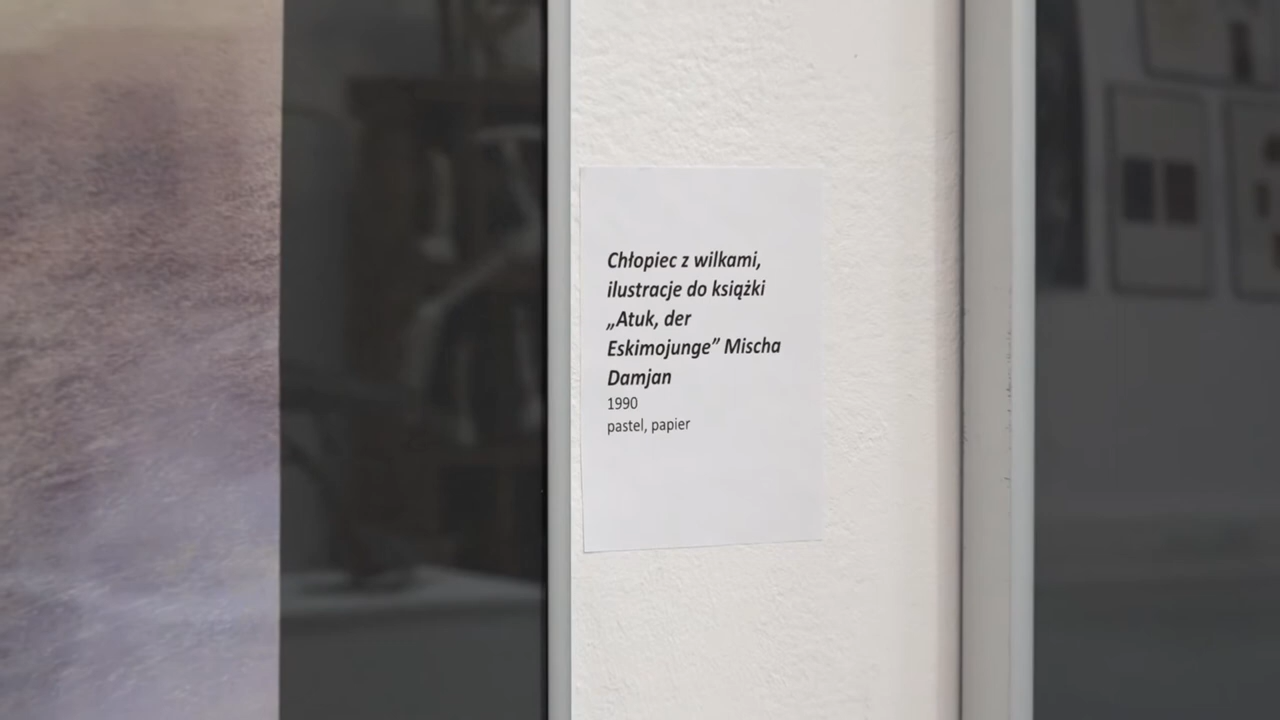 Chłopiec z wilkami,
ilustracje do książki
„Atuk, der
Eskimojunge” Mischa
Damjan
1990
pastel, papier